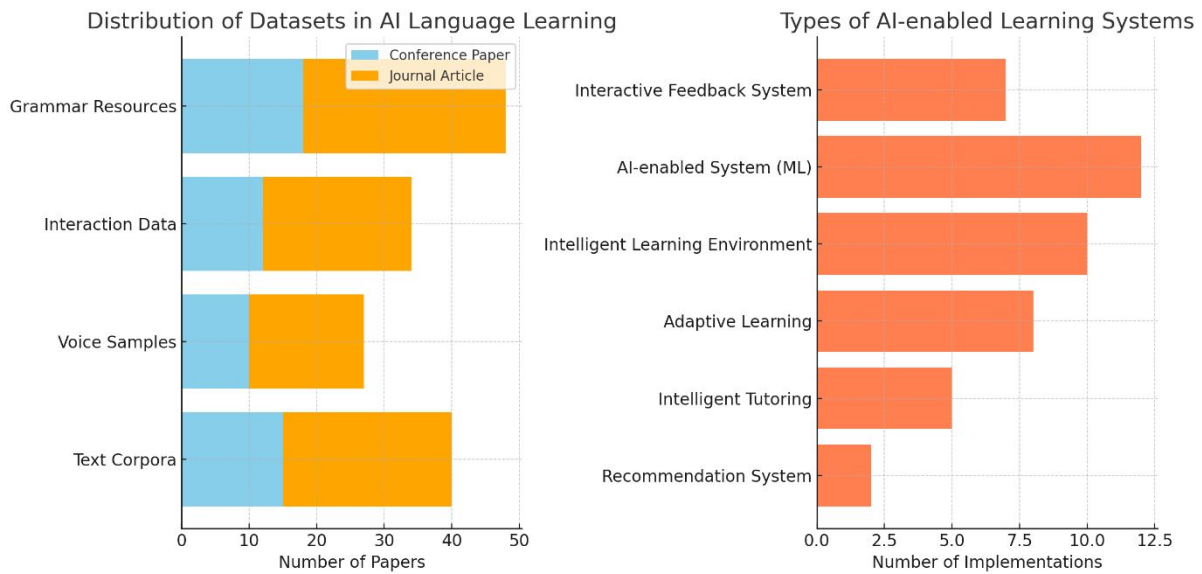 Distribution of Datasets in AI Language Learning
Conference Paper
Journal Article
Grammar Resources
Interaction Data
Voice Samples
Text Corpora
0 10 20 30 40 50
Number of Papers
Types of AI-enabled Learning Systems
Interactive Feedback System
AI-enabled System (ML)
Intelligent Learning Environment
Adaptive Learning
Intelligent Tutoring
Recommendation System
0.0 2.5 5.0 7.5 10.0 12.5
Number of Implementations